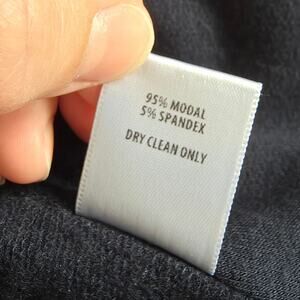 95% MODAL
5% SPANDEX
DRY CLEAN ONLY